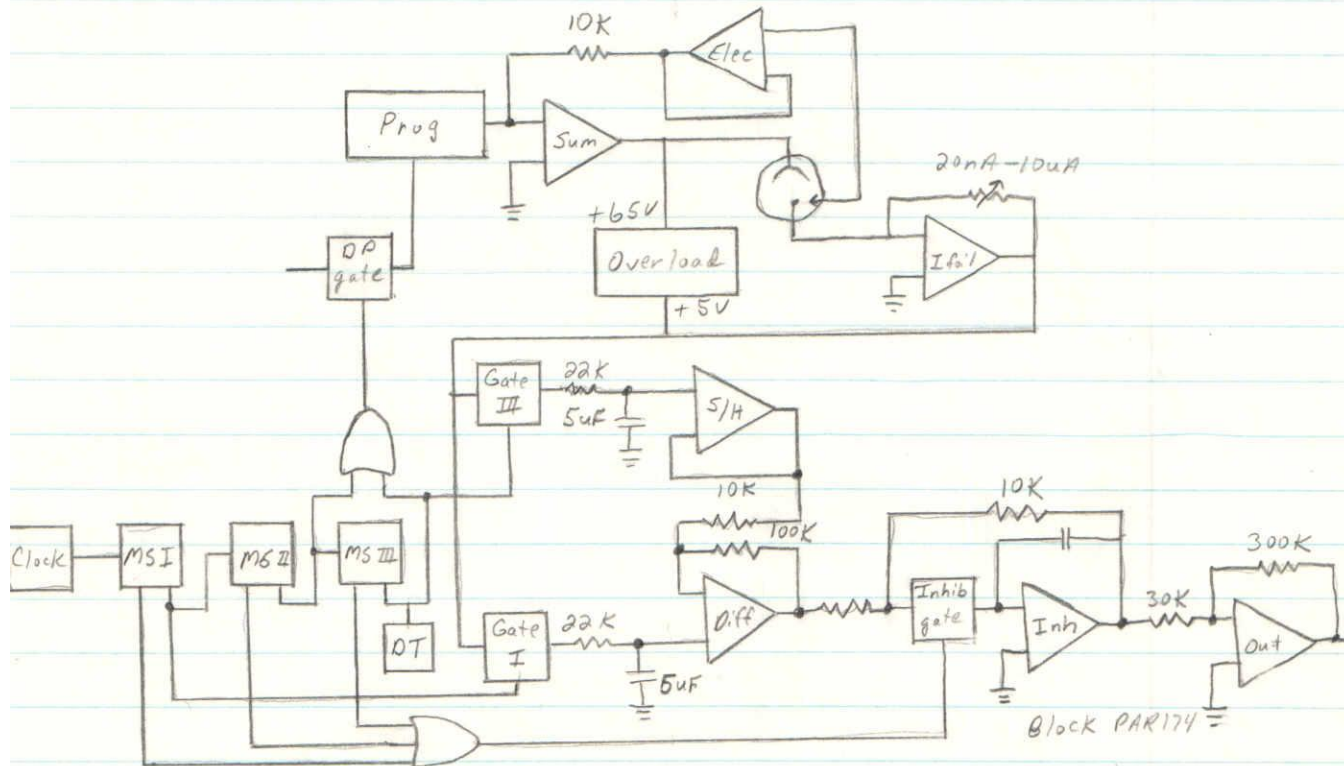 10K
Elec
Prog
Sum
20nA-10uA
+65V
DP
gate
Overload
Ifoil
+5V
Gate
III
22K
5uF
S/H
10K
100K
10K
300K
Clock
MS I
MS II
MS III
Inhib
gate
30K
Diff
Inh
Out
DT
Gate
I
22K
5uF
Block PAR174